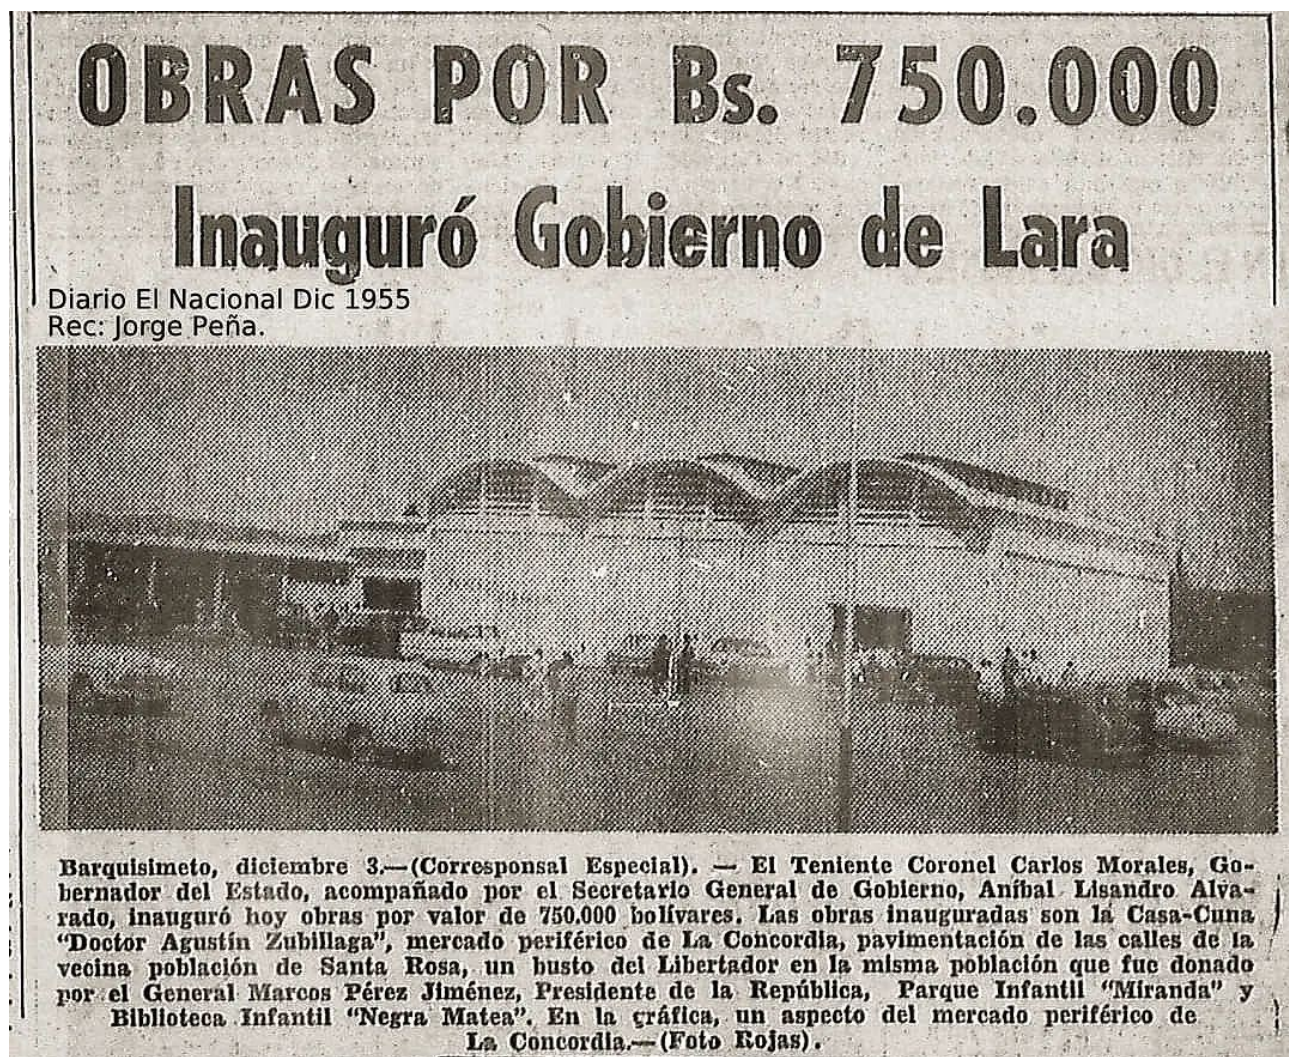 OBRAS POR Bs. 750.000
Inauguró Gobierno de Lara
Diario El Nacional Dic 1955
Rec: Jorge Peña.
Barquisimeto, diciembre 3.—(Corresponsal Especial). — El Teniente Coronel Carlos Morales, Go-
bernador del Estado, acompañado por el Secretario General de Gobierno, Aníbal Lisandro Alva-
rado, inauguró hoy obras por valor de 750.000 bolívares. Las obras inauguradas son la Casa-Cuna
"Doctor Agustín Zubillaga", mercado periférico de La Concordia, pavimentación de las calles de la
vecina población de Santa Rosa, un busto del Libertador en la misma población que fue donado
por el General Marcos Pérez Jiménez, Presidente de la República, Parque Infantil "Miranda" y
Biblioteca Infantil "Negra Matea". En la gráfica, un aspecto del mercado periférico de
La Concordia.—(Foto Rojas).